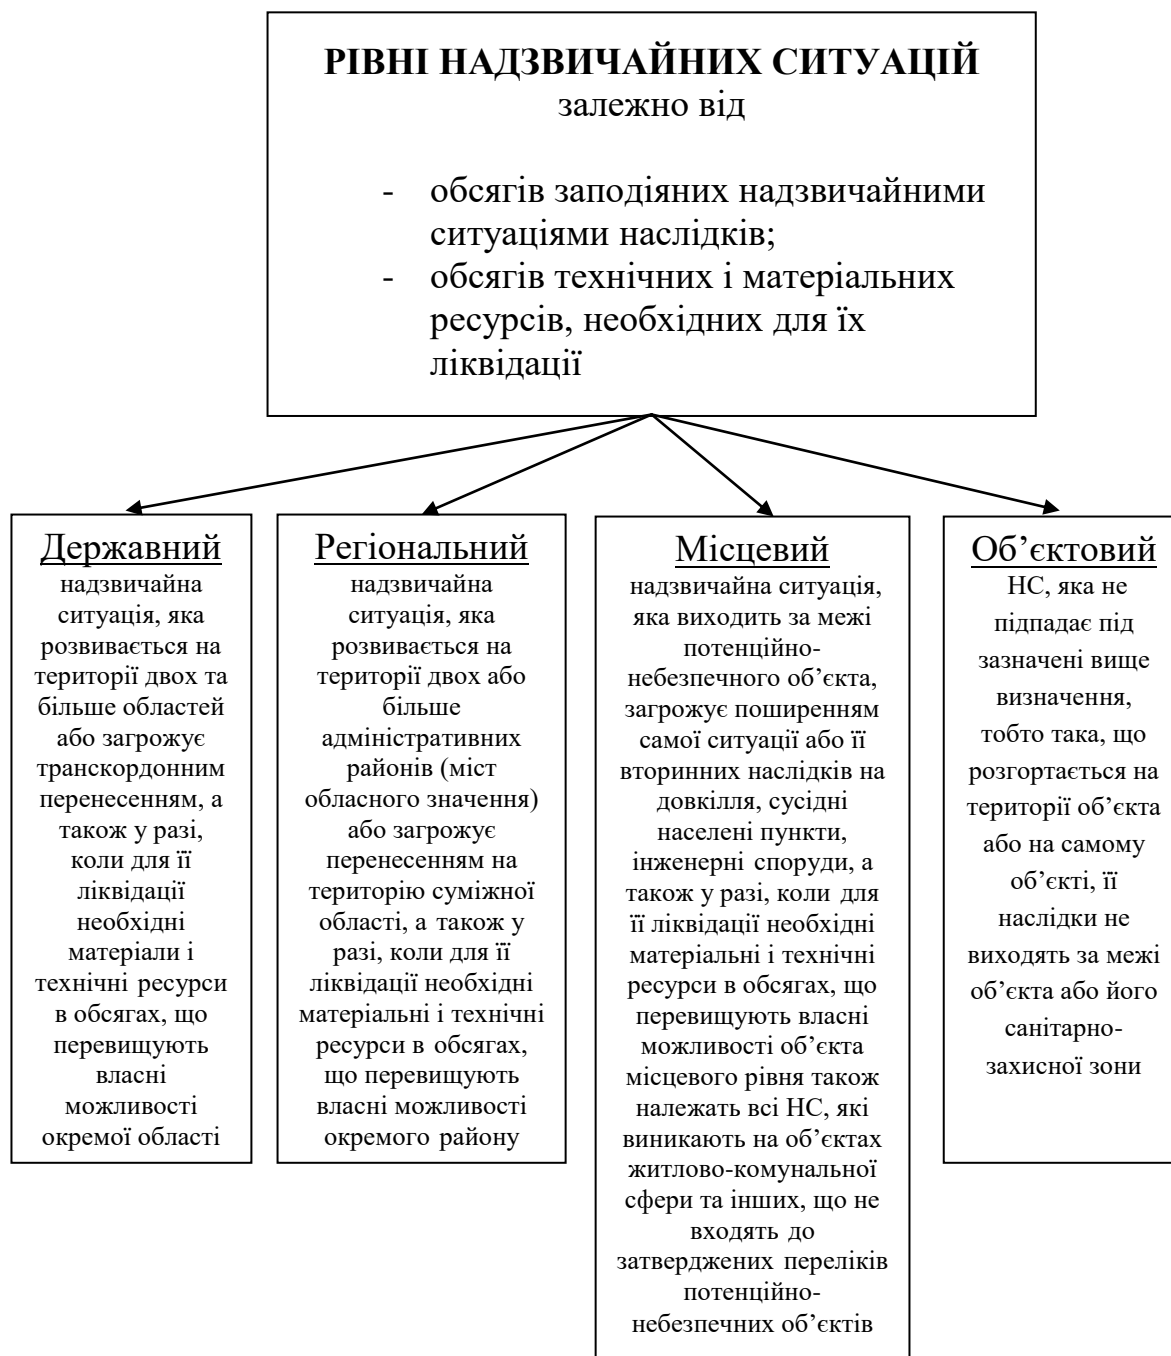 РІВНІ НАДЗВИЧАЙНИХ СИТУАЦІЙ
залежно від
- обсягів заподіяних надзвичайними
ситуаціями наслідків;
- обсягів технічних і матеріальних
ресурсів, необхідних для їх
ліквідації
Державний
надзвичайна
ситуація, яка
розвивається на
території двох та
більше областей
або загрожує
транскордонним
перенесенням, а
також у разі,
коли для її
ліквідації
необхідні
матеріали і
технічні ресурси
в обсягах, що
перевищують
власні
можливості
окремої області
Регіональний
надзвичайна
ситуація, яка
розвивається на
території двох або
більше
адміністративних
районів (міст
обласного значення)
або загрожує
перенесенням на
територію суміжної
області, а також у
разі, коли для її
ліквідації необхідні
матеріальні і технічні
ресурси в обсягах,
що перевищують
власні можливості
окремого району
Місцевий
надзвичайна ситуація,
яка виходить за межі
потенційно-
небезпечного об’єкта,
загрожує поширенням
самої ситуації або її
вторинних наслідків на
довкілля, сусідні
населені пункти,
інженерні споруди, а
також у разі, коли для
її ліквідації необхідні
матеріальні і технічні
ресурси в обсягах, що
перевищують власні
можливості об’єкта
місцевого рівня також
належать всі НС, які
виникають на об’єктах
житлово-комунальної
сфери та інших, що не
входять до
затверджених переліків
потенційно-
небезпечних об’єктів
Об’єктовий
НС, яка не
підпадає під
зазначені вище
визначення,
тобто така, що
розгортається на
території об’єкта
або на самому
об’єкті, її
наслідки не
виходять за межі
об’єкта або його
санітарно-
захисної зони